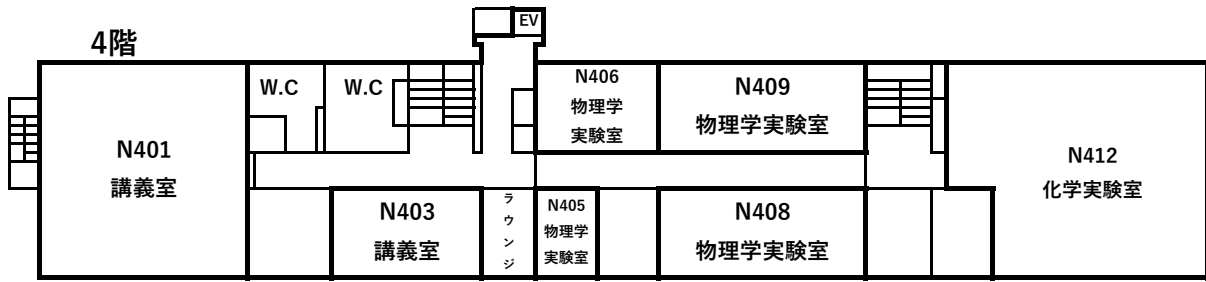 EV
4階
W.C
W.C
N401
講義室
N403
講義室
ラウンジ
N405
物理学
実験室
N406
物理学
実験室
N409
物理学実験室
N408
物理学実験室
N412
化学実験室